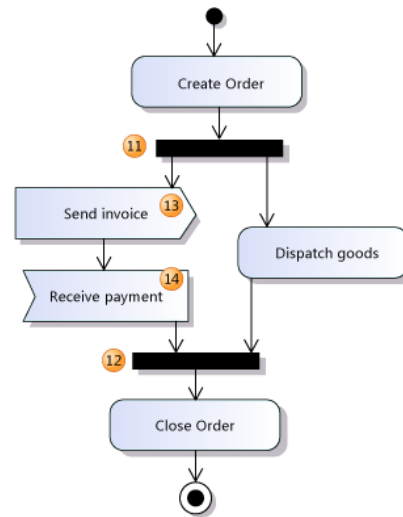 Create Order
11
Send invoice
13
Dispatch goods
Receive payment
14
12
Close Order